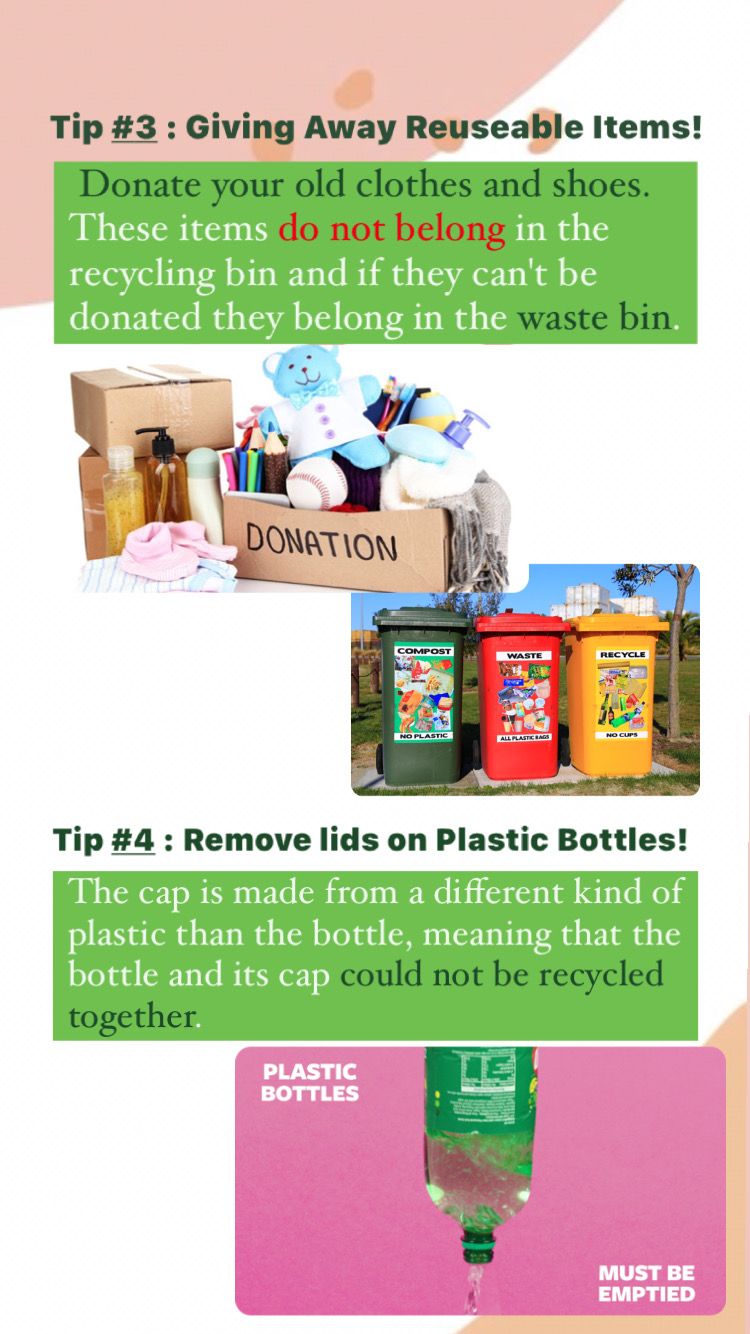 Tip #3 : Giving Away Reuseable Items!
Donate your old clothes and shoes.
These items do not belong in the
recycling bin and if they can't be
donated they belong in the waste bin.
DONATION
COMPOST
NO PLASTIC
WASTE
ALL PLASTIC BAGS
RECYCLE
NO CUPS
Tip #4 : Remove lids on Plastic Bottles!
The cap is made from a different kind of
plastic than the bottle, meaning that the
bottle and its cap could not be recycled
together.
PLASTIC
BOTTLES
MUST BE
EMPTIED